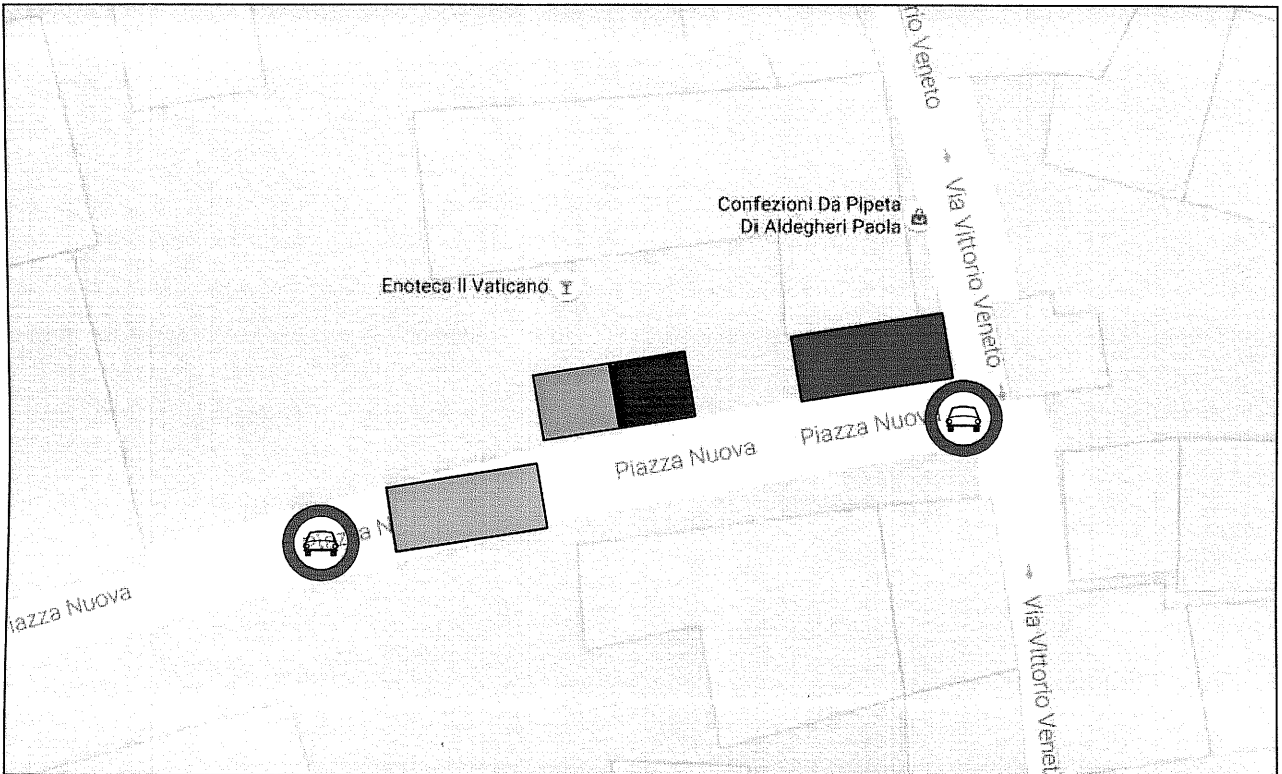 rio Veneto
Via Vittorio Veneto
Confezioni Da Pipeta
Di Aldegheri Paola
Enoteca Il Vaticano
Piazza Nuov
Piazza Nuova
iazza Nuova
Via Vittorio Venet